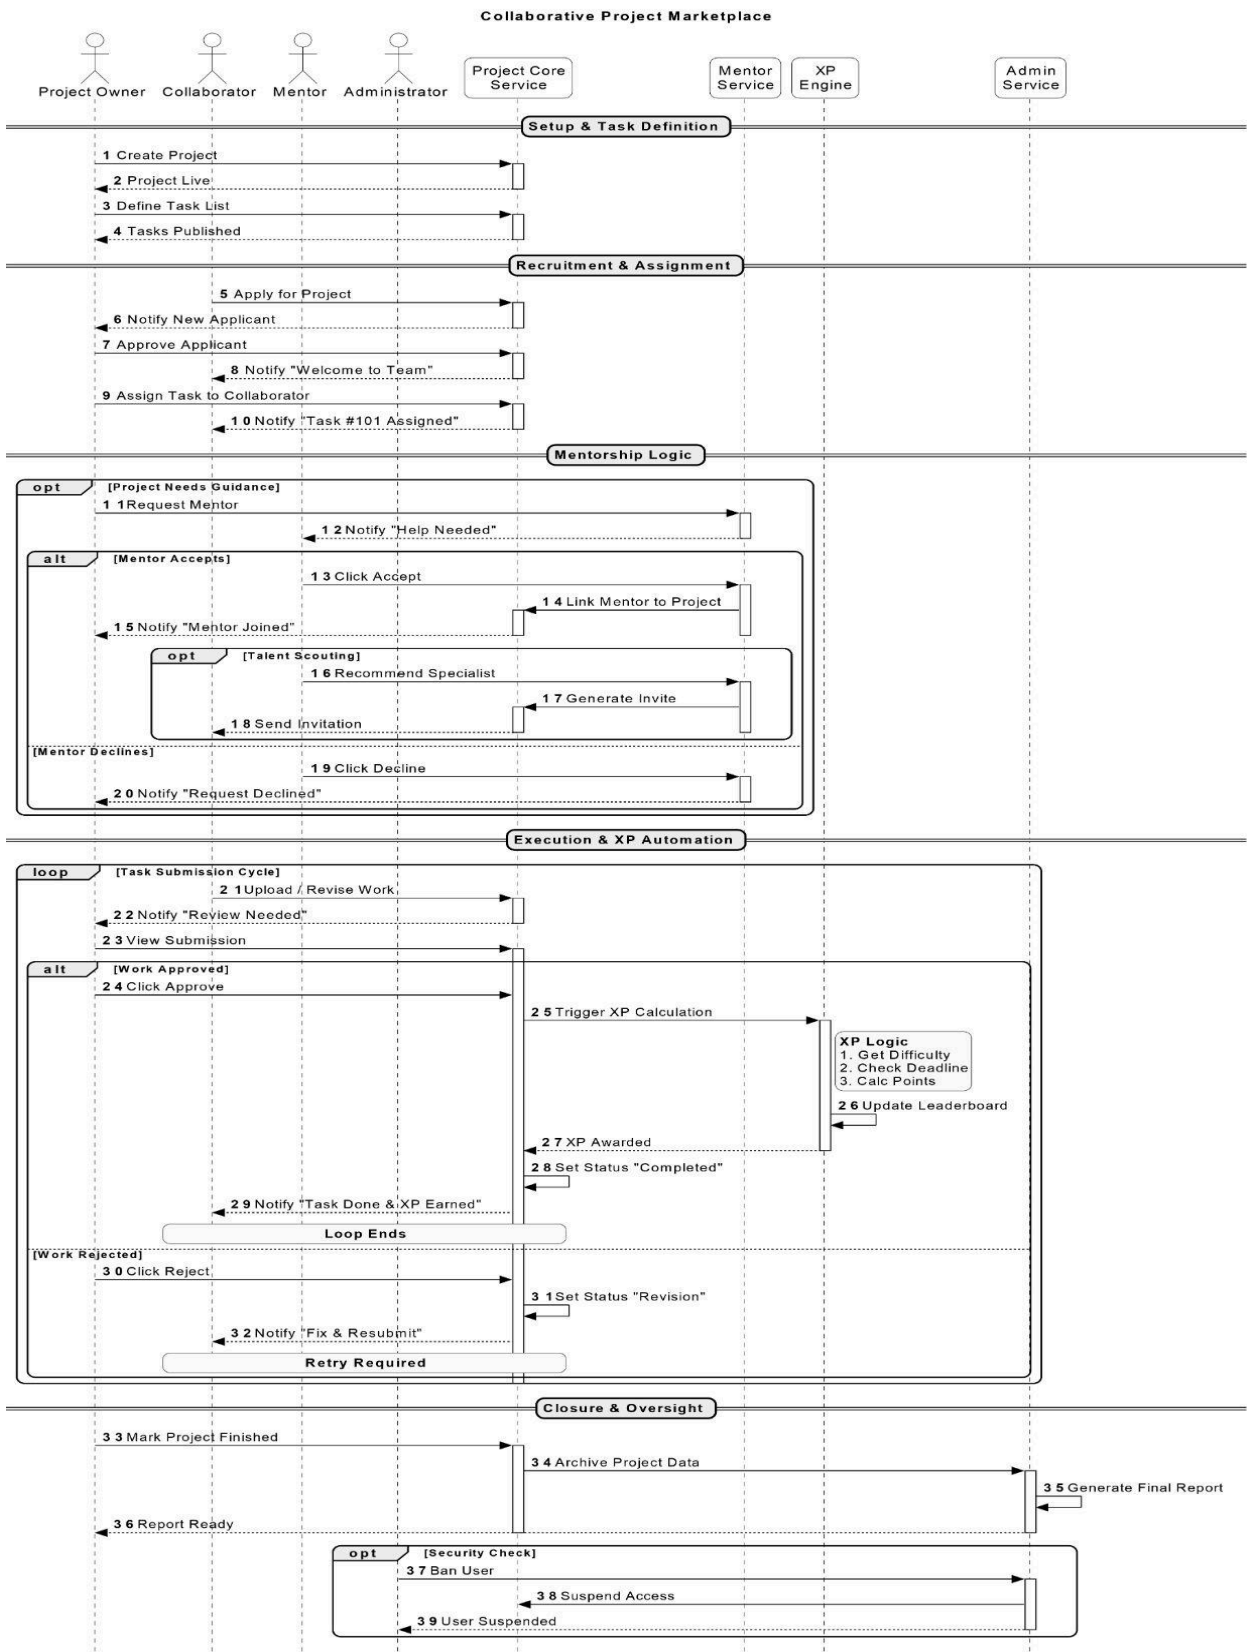 Collaborative Project Marketplace
Project Owner
Collaborator
Mentor
Administrator
Project Core
Service
Mentor
Service
XP
Engine
Admin
Service
Setup & Task Definition
1 Create Project
2 Project Live
3 Define Task List
4 Tasks Published
Recruitment & Assignment
5 Apply for Project
6 Notify New Applicant
7 Approve Applicant
8 Notify "Welcome to Team"
9 Assign Task to Collaborator
10 Notify "Task #101 Assigned"
Mentorship Logic
opt [Project Needs Guidance]
11 Request Mentor
12 Notify "Help Needed"
alt [Mentor Accepts]
13 Click Accept
14 Link Mentor to Project
15 Notify "Mentor Joined"
opt [Talent Scouting]
16 Recommend Specialist
17 Generate Invite
18 Send Invitation
[Mentor Declines]
19 Click Decline
20 Notify "Request Declined"
Execution & XP Automation
loop [Task Submission Cycle]
21 Upload / Revise Work
22 Notify "Review Needed"
23 View Submission
alt [Work Approved]
24 Click Approve
25 Trigger XP Calculation
XP Logic
1. Get Difficulty
2. Check Deadline
3. Calc Points
26 Update Leaderboard
27 XP Awarded
28 Set Status "Completed"
29 Notify "Task Done & XP Earned"
Loop Ends
[Work Rejected]
30 Click Reject
31 Set Status "Revision"
32 Notify "Fix & Resubmit"
Retry Required
Closure & Oversight
33 Mark Project Finished
34 Archive Project Data
35 Generate Final Report
36 Report Ready
opt [Security Check]
37 Ban User
38 Suspend Access
39 User Suspended